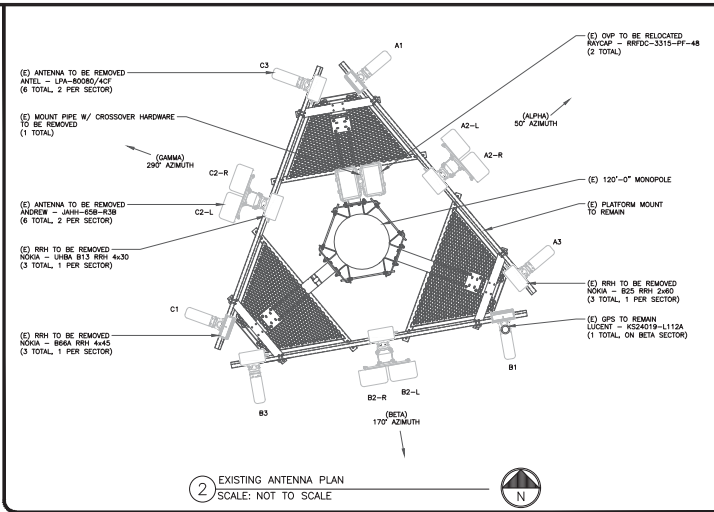 C3
A1
(E) OVP TO BE RELOCATED
RAYCAP - RRFDC-3315-PF-48
(2 TOTAL)
(E) ANTENNA TO BE REMOVED
ANTEL - LPA-80080/4CF
(6 TOTAL, 2 PER SECTOR)
(E) MOUNT PIPE W/ CROSSOVER HARDWARE
TO BE REMOVED
(1 TOTAL)
(ALPHA)
50° AZIMUTH
A2-L
A2-R
(GAMMA)
290° AZIMUTH
C2-R
C2-L
(E) 120'-0" MONOPOLE
(E) ANTENNA TO BE REMOVED
ANDREW - JAHH-65B-R3B
(6 TOTAL, 2 PER SECTOR)
(E) PLATFORM MOUNT
TO REMAIN
(E) RRH TO BE REMOVED
NOKIA - UHBA B13 RRH 4x30
(3 TOTAL, 1 PER SECTOR)
A3
(E) RRH TO BE REMOVED
NOKIA - B25 RRH 2x60
(3 TOTAL, 1 PER SECTOR)
C1
(E) GPS TO REMAIN
LUCENT - KS24019-L112A
(1 TOTAL, ON BETA SECTOR)
(E) RRH TO BE REMOVED
NOKIA - B66A RRH 4x45
(3 TOTAL, 1 PER SECTOR)
B1
B3
B2-R
B2-L
(BETA)
170° AZIMUTH
2
EXISTING ANTENNA PLAN
SCALE: NOT TO SCALE
N